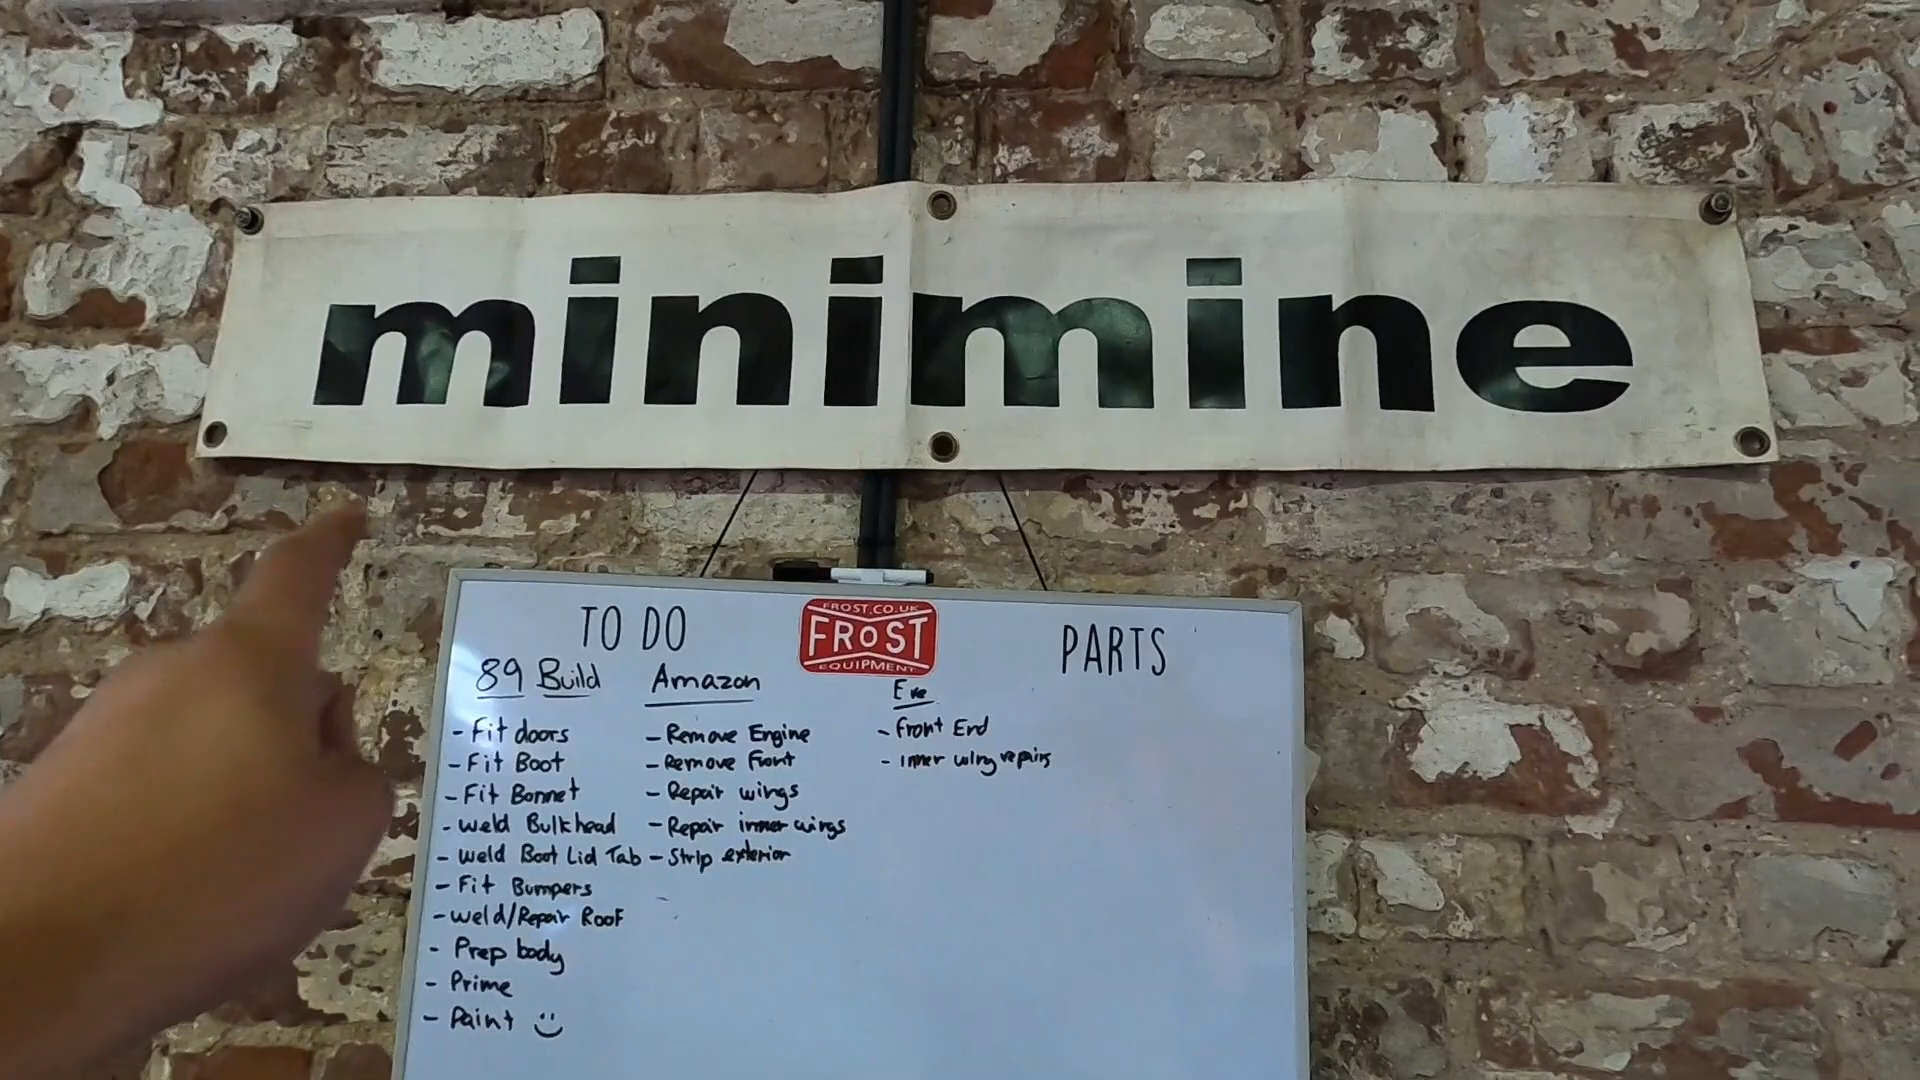 minimine
TO DO
FROST.CO.UK
FROST
EQUIPMENT
PARTS
89 Build
- Fit doors
- Fit Boot
- Fit Bonnet
- Weld Bulkhead
- Weld Boot Lid Tab
- Fit Bumpers
- Weld/Repair Roof
- Prep body
- Prime
- Paint
Amazon
- Remove Engine
- Remove Front
- Repair wings
- Repair inner wings
- Strip exterior
Eve
- Front End
- Inner wing repairs